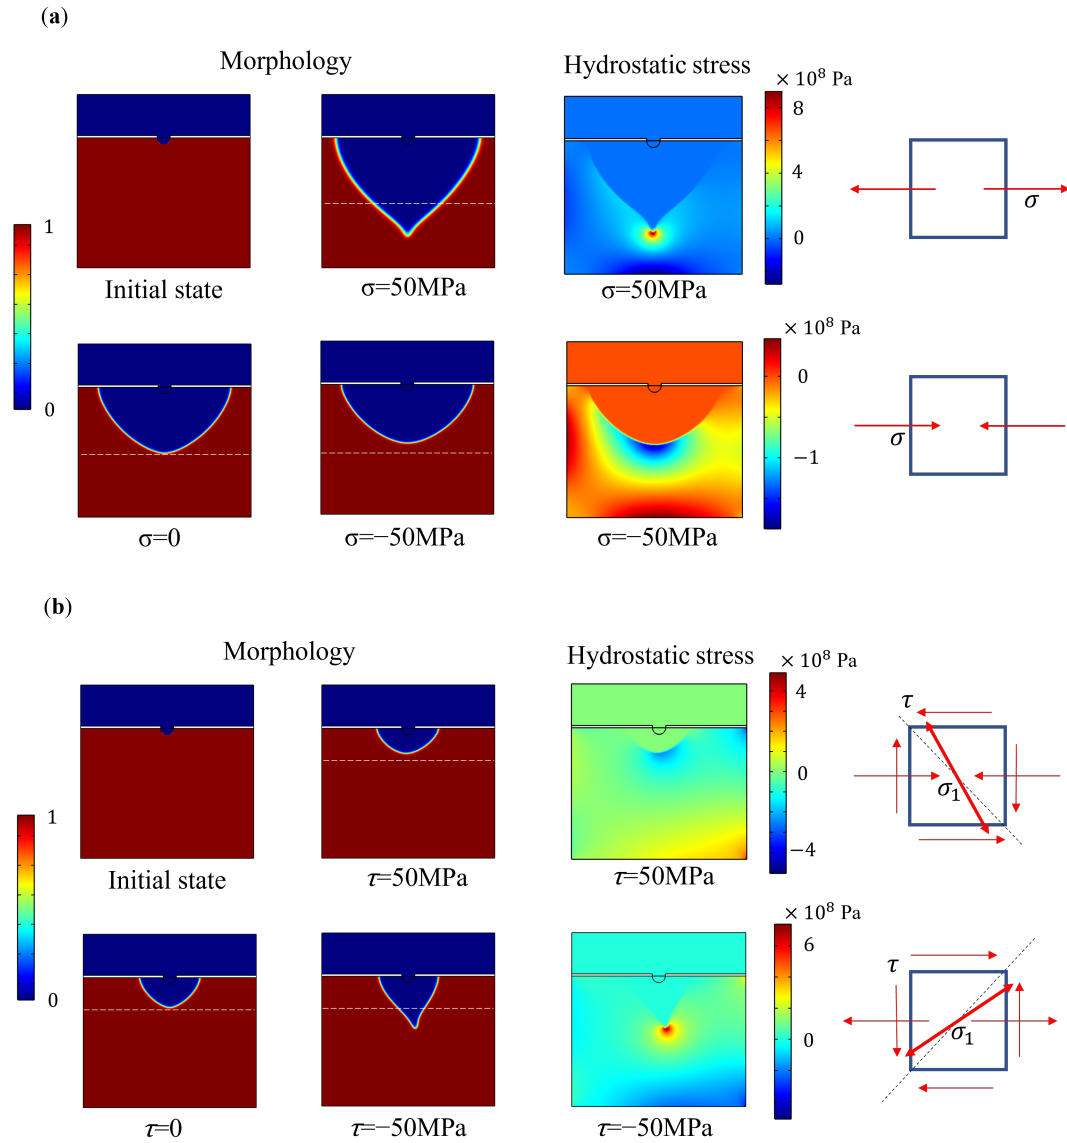 (a)
Morphology
Hydrostatic stress
× 10⁸ Pa
8
4
0
σ
1
0
Initial state
σ=50MPa
σ=50MPa
× 10⁸ Pa
0
−1
σ
σ=0
σ=−50MPa
σ=−50MPa
(b)
Morphology
Hydrostatic stress
× 10⁸ Pa
4
0
−4
τ
σ₁
1
0
Initial state
τ=50MPa
τ=50MPa
× 10⁸ Pa
6
0
τ
σ₁
τ=0
τ=−50MPa
τ=−50MPa